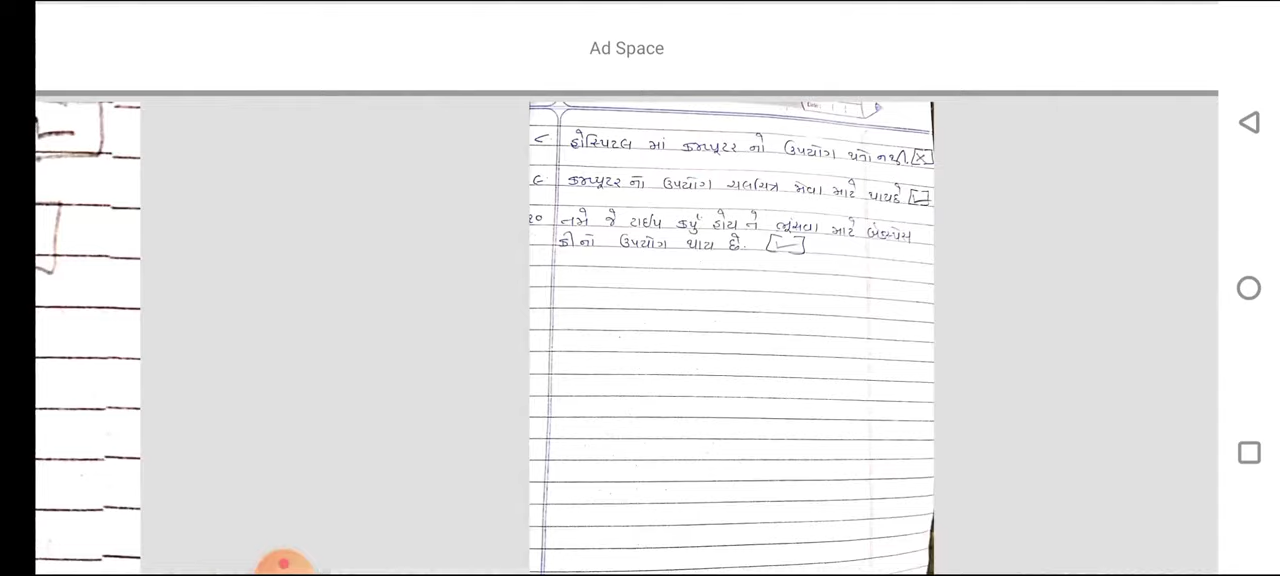 Ad Space
૮ હોસ્પિટલ માં કમ્પ્યુટર નો ઉપયોગ થતો નથી. [X]
૯. કમ્પ્યુટર નો ઉપયોગ ચલચિત્ર જોવા માટે થાય છે [✓]
૧૦ તમે જે ટાઈપ કર્યું હોય ને ભૂંસવા માટે બેકસ્પેસ
કી નો ઉપયોગ થાય છે. [✓]